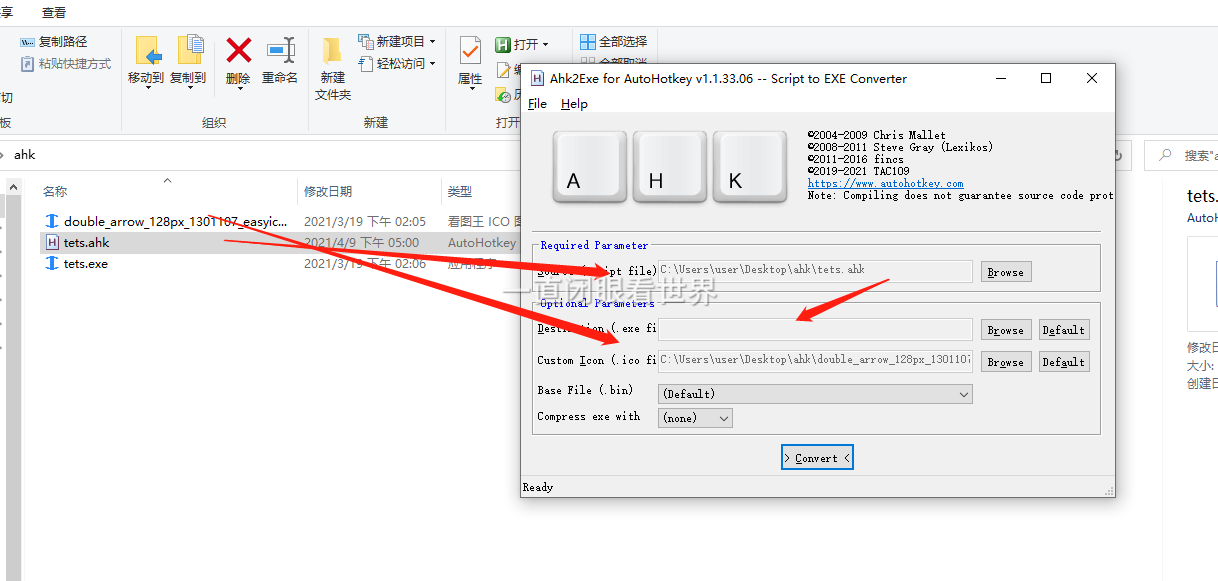 享 查看
复制路径
粘贴快捷方式
切
板
移动到 复制到 删除 重命名
组织
新建
文件夹
新建项目
轻松访问
新建
属性
打开
编
历
打开
全部选择
全部取消
ahk
搜索"a
名称 修改日期 类型
double_arrow_128px_1301107_easyic... 2021/3/19 下午 02:05 看图王 ICO 图
tets.ahk 2021/4/9 下午 05:00 AutoHotkey
tets.exe 2021/3/19 下午 02:06 应用程序
Ahk2Exe for AutoHotkey v1.1.33.06 -- Script to EXE Converter
File Help
A H K
©2004-2009 Chris Mallet
©2008-2011 Steve Gray (Lexikos)
©2011-2016 fincs
©2019-2021 TAC109
https://www.autohotkey.com
Note: Compiling does not guarantee source code prot
Required Parameter
Source (script file) C:\Users\user\Desktop\ahk\tets.ahk Browse
一直闭眼看世界
Optional Parameters
Destination (.exe fi Browse Default
Custom Icon (.ico fi C:\Users\user\Desktop\ahk\double_arrow_128px_1301107 Browse Default
Base File (.bin) (Default)
Compress exe with (none)
> Convert <
Ready
tets.
AutoH
修改日
大小:
创建日